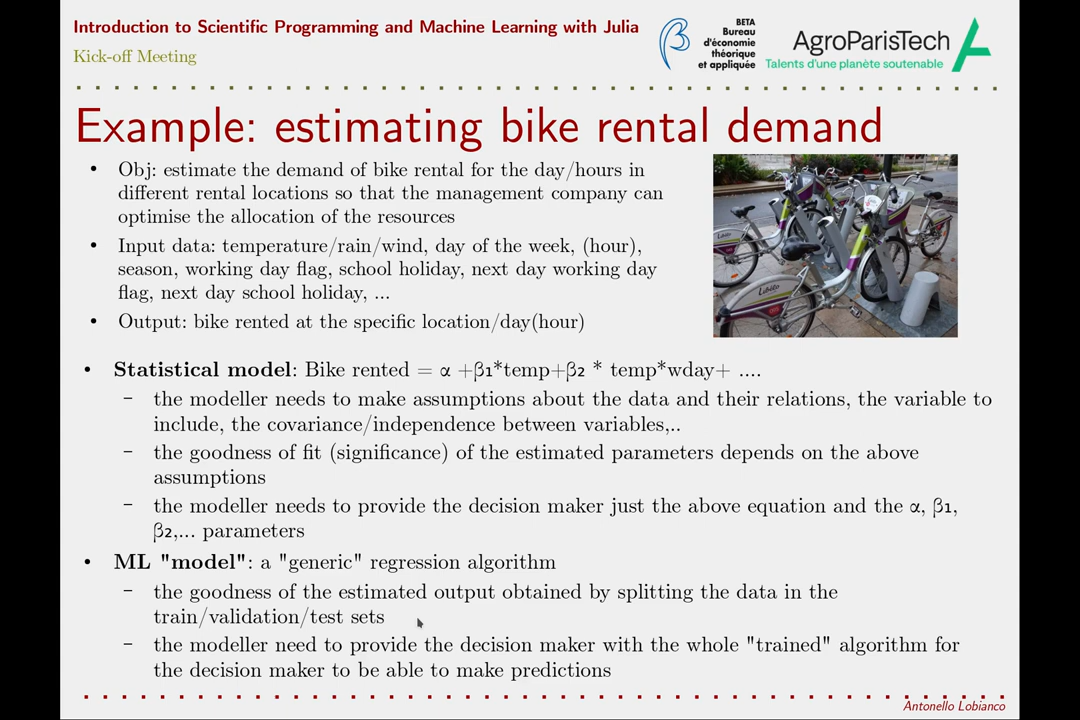 Introduction to Scientific Programming and Machine Learning with Julia
Kick-off Meeting
BETA
Bureau
d'économie
théorique
et appliquée
AgroParisTech
Talents d'une planète soutenable
Example: estimating bike rental demand
• Obj: estimate the demand of bike rental for the day/hours in
different rental locations so that the management company can
optimise the allocation of the resources
• Input data: temperature/rain/wind, day of the week, (hour),
season, working day flag, school holiday, next day working day
flag, next day school holiday, ...
• Output: bike rented at the specific location/day(hour)
• Statistical model: Bike rented = α +β₁*temp+β₂ * temp*wday+ ....
– the modeller needs to make assumptions about the data and their relations, the variable to
include, the covariance/independence between variables,..
– the goodness of fit (significance) of the estimated parameters depends on the above
assumptions
– the modeller needs to provide the decision maker just the above equation and the α, β₁,
β₂,... parameters
• ML "model": a "generic" regression algorithm
– the goodness of the estimated output obtained by splitting the data in the
train/validation/test sets
– the modeller need to provide the decision maker with the whole "trained" algorithm for
the decision maker to be able to make predictions
Antonello Lobianco